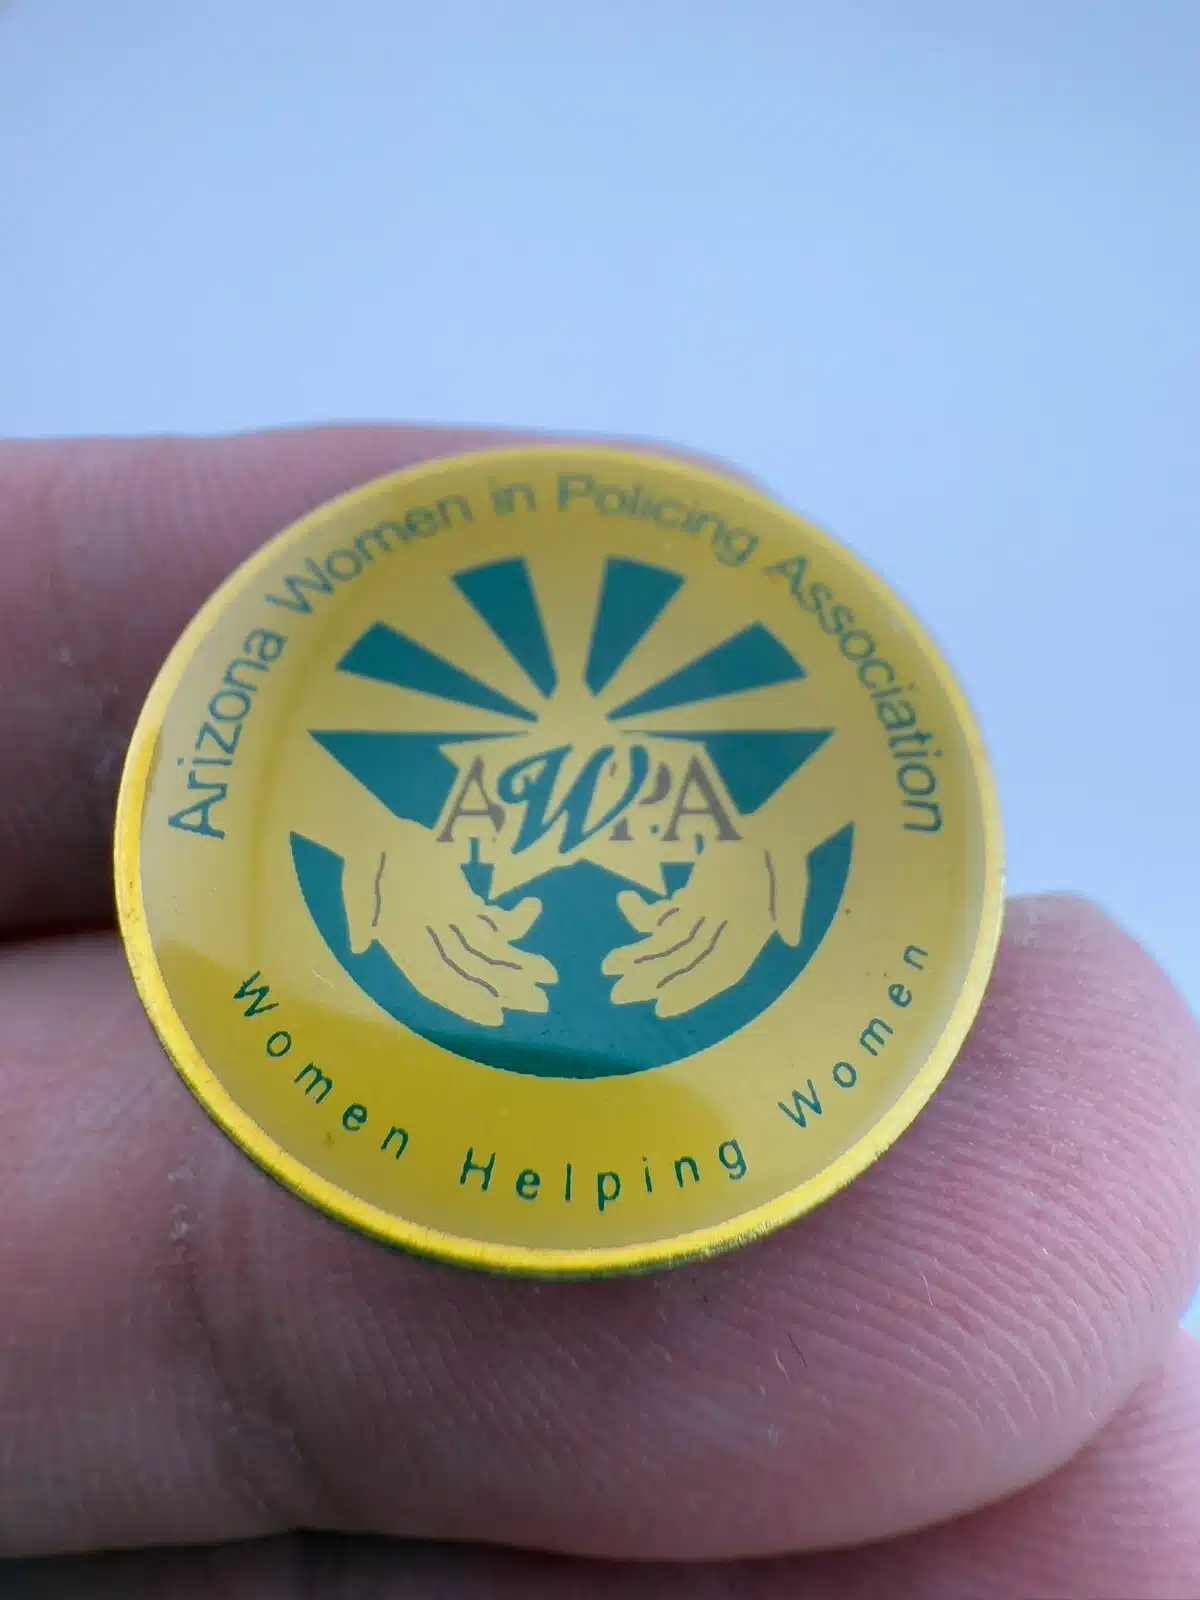 Arizona Women in Policing Association
AWPA
Women Helping Women